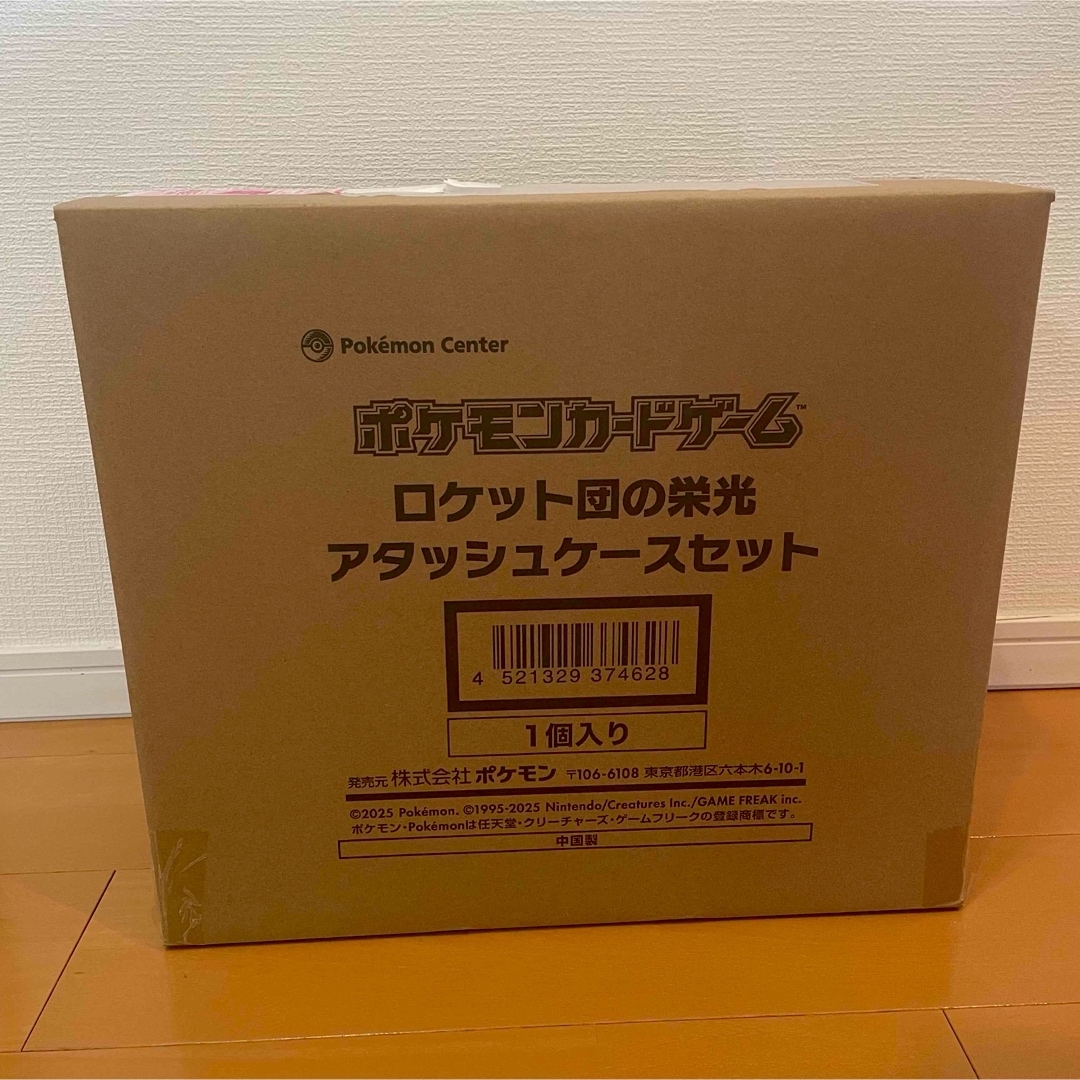 Pokémon Center
ポケモンカードゲーム™
ロケット団の栄光
アタッシュケースセット
4 521329 374628
1個入り
発売元 株式会社 ポケモン 〒106-6108 東京都港区六本木6-10-1
©2025 Pokémon. ©1995-2025 Nintendo/Creatures Inc./GAME FREAK inc.
ポケモン・Pokémonは任天堂・クリーチャーズ・ゲームフリークの登録商標です。
中国製